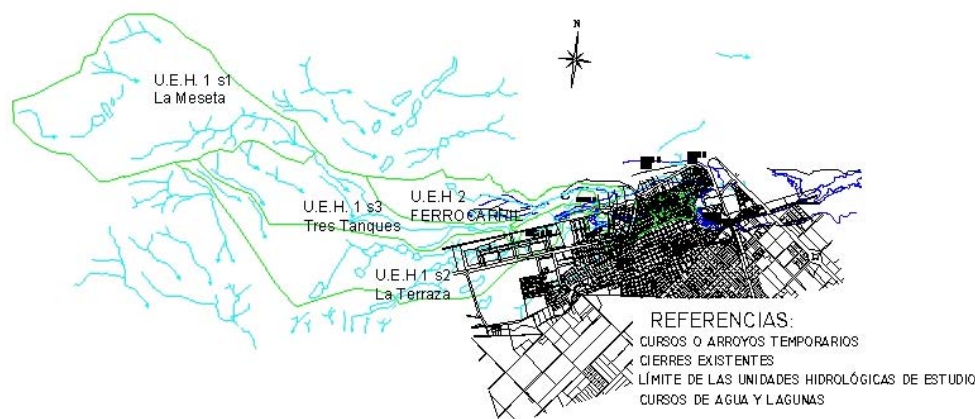 N
U.E.H. 1 s1
La Meseta
U.E.H. 1 s3
Tres Tanques
U.E.H 2
FERROCARRIL
U.E.H 1 s2
La Terraza
REFERENCIAS:
CURSOS O ARROYOS TEMPORARIOS
CIERRES EXISTENTES
LÍMITE DE LAS UNIDADES HIDROLÓGICAS DE ESTUDIO
CURSOS DE AGUA Y LAGUNAS